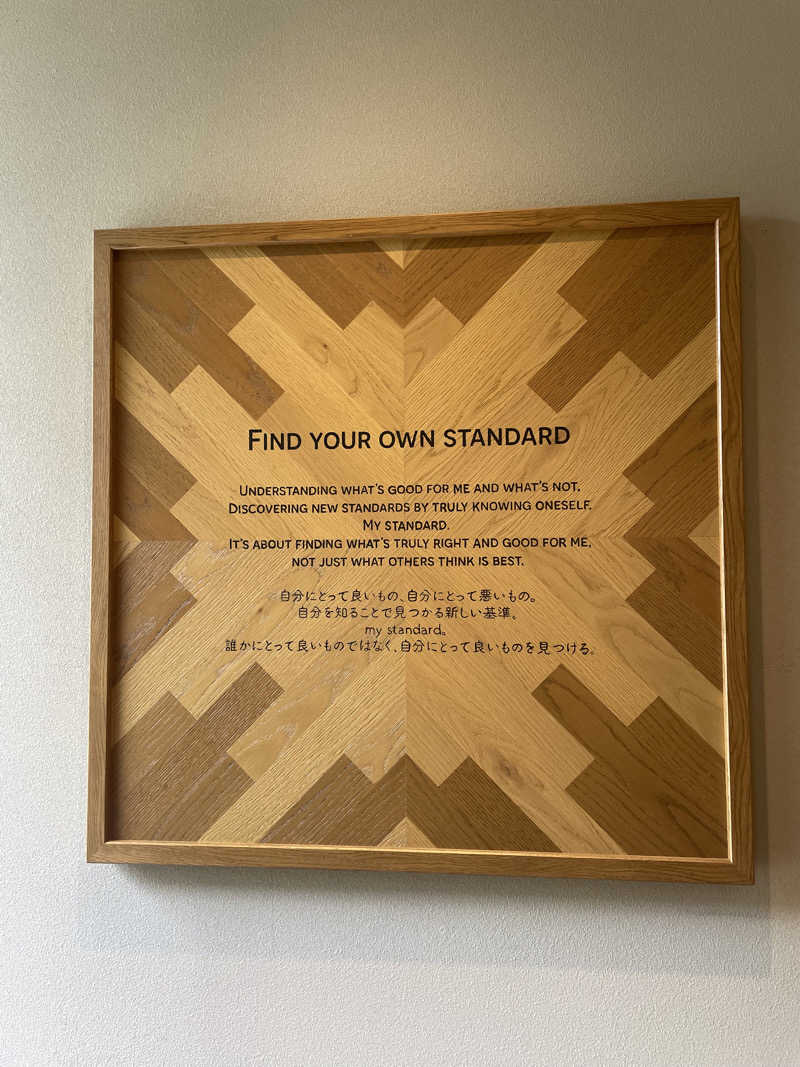 FIND YOUR OWN STANDARD
UNDERSTANDING WHAT'S GOOD FOR ME AND WHAT'S NOT.
DISCOVERING NEW STANDARDS BY TRULY KNOWING ONESELF.
MY STANDARD.
IT'S ABOUT FINDING WHAT'S TRULY RIGHT AND GOOD FOR ME,
NOT JUST WHAT OTHERS THINK IS BEST.
自分にとって良いもの、自分にとって悪いもの。
自分を知ることで見つかる新しい基準。
my standard。
誰かにとって良いものではなく、自分にとって良いものを見つける。